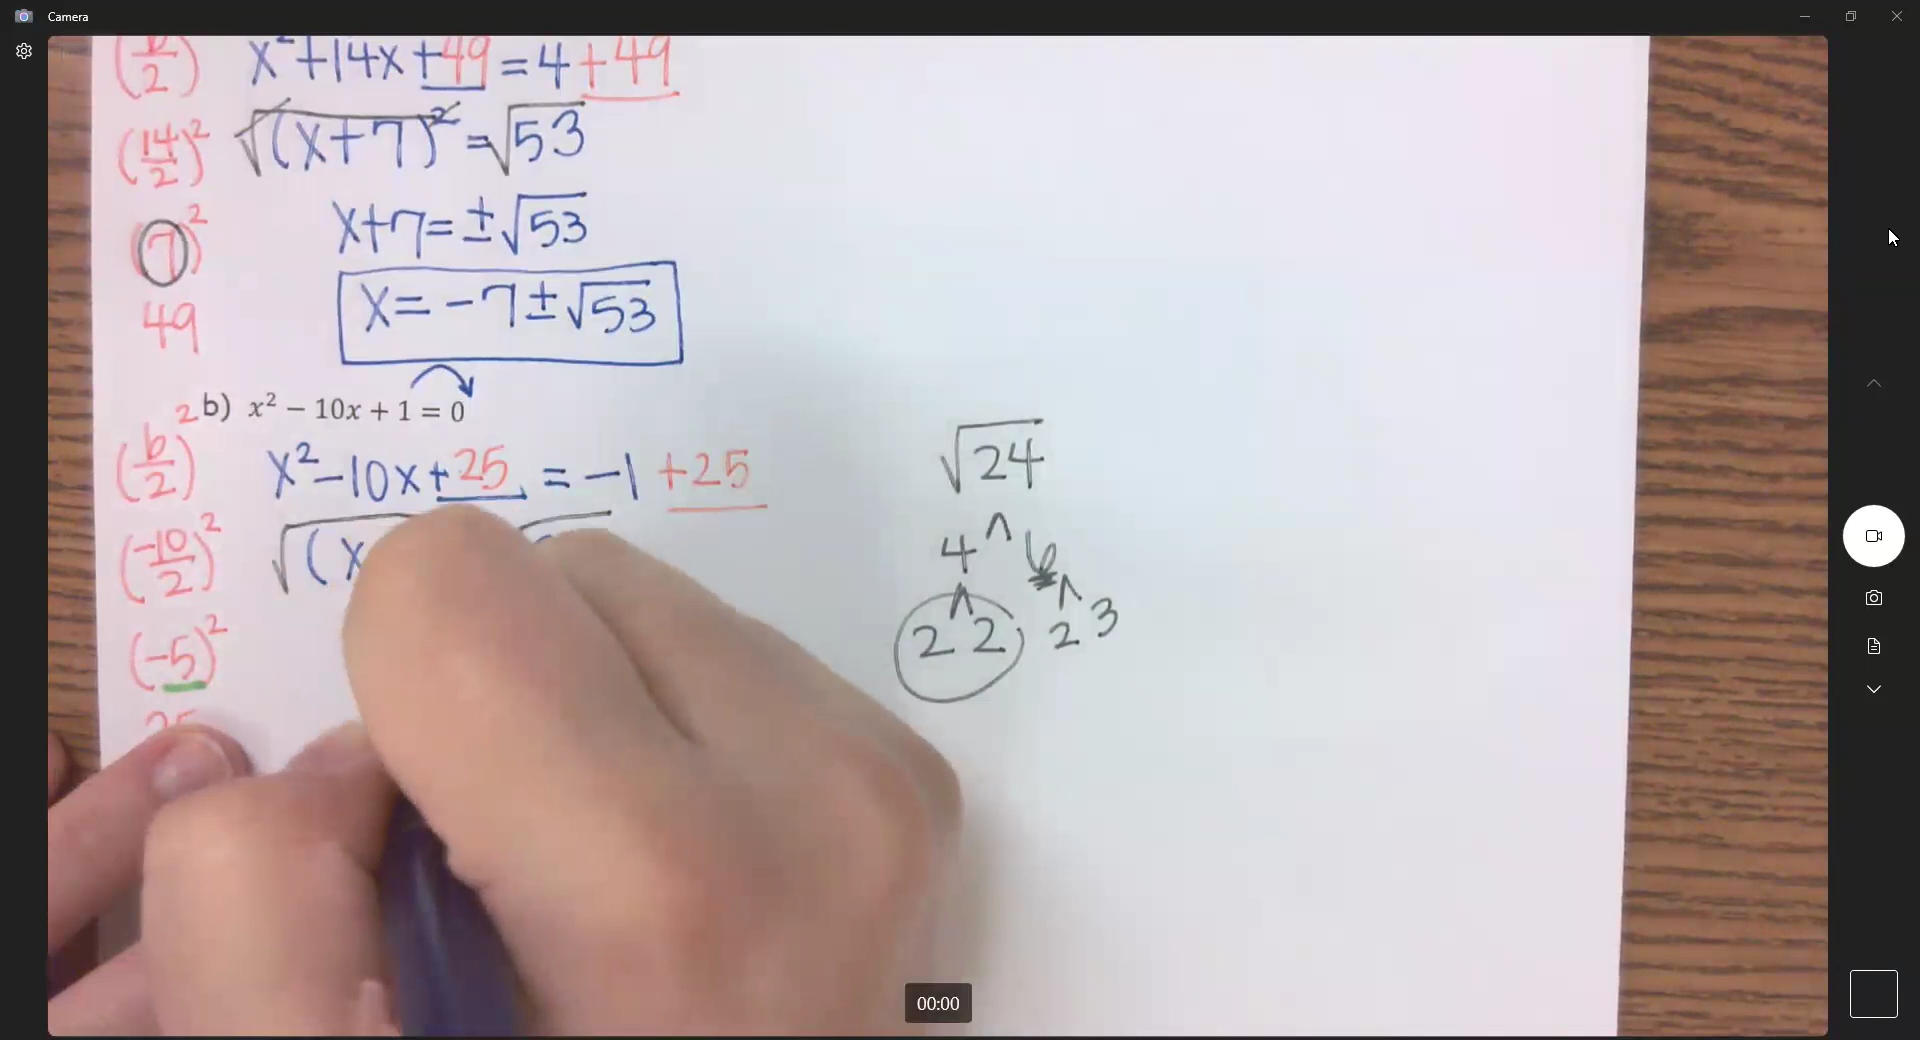 Camera
(b/2)
x²+14x+49=4+49
(14/2)²
√(x+7)²=√53
(7)²
x+7=±√53
49
x=-7±√53
b) x² − 10x + 1 = 0
(b/2)²
x²-10x+25=-1+25
(-10/2)²
√(x
(-5)²
25
√24
4 6
2 2 2 3
00:00